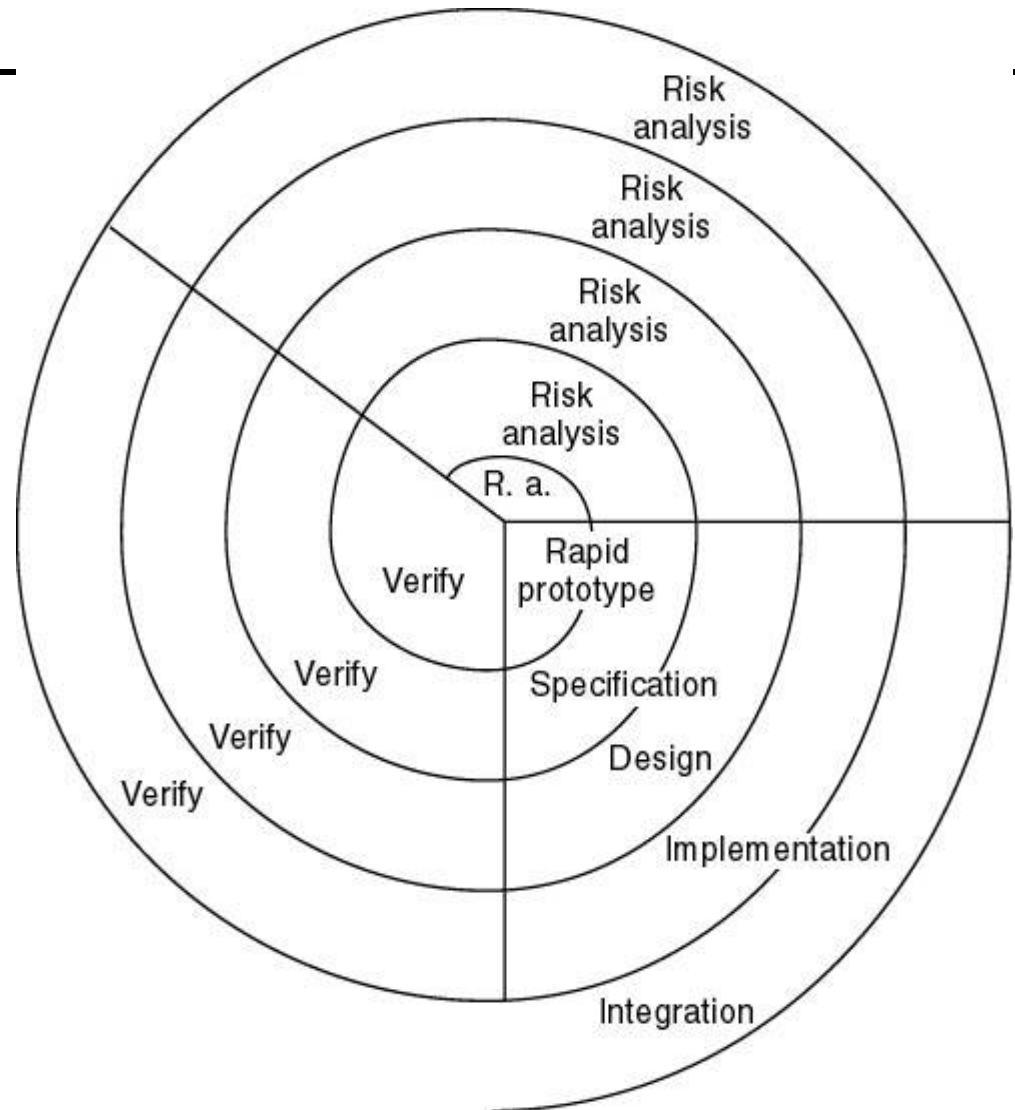 Risk
analysis
Risk
analysis
Risk
analysis
Risk
analysis
R. a.
Rapid
prototype
Verify
Verify
Specification
Verify
Design
Verify
Implementation
Integration